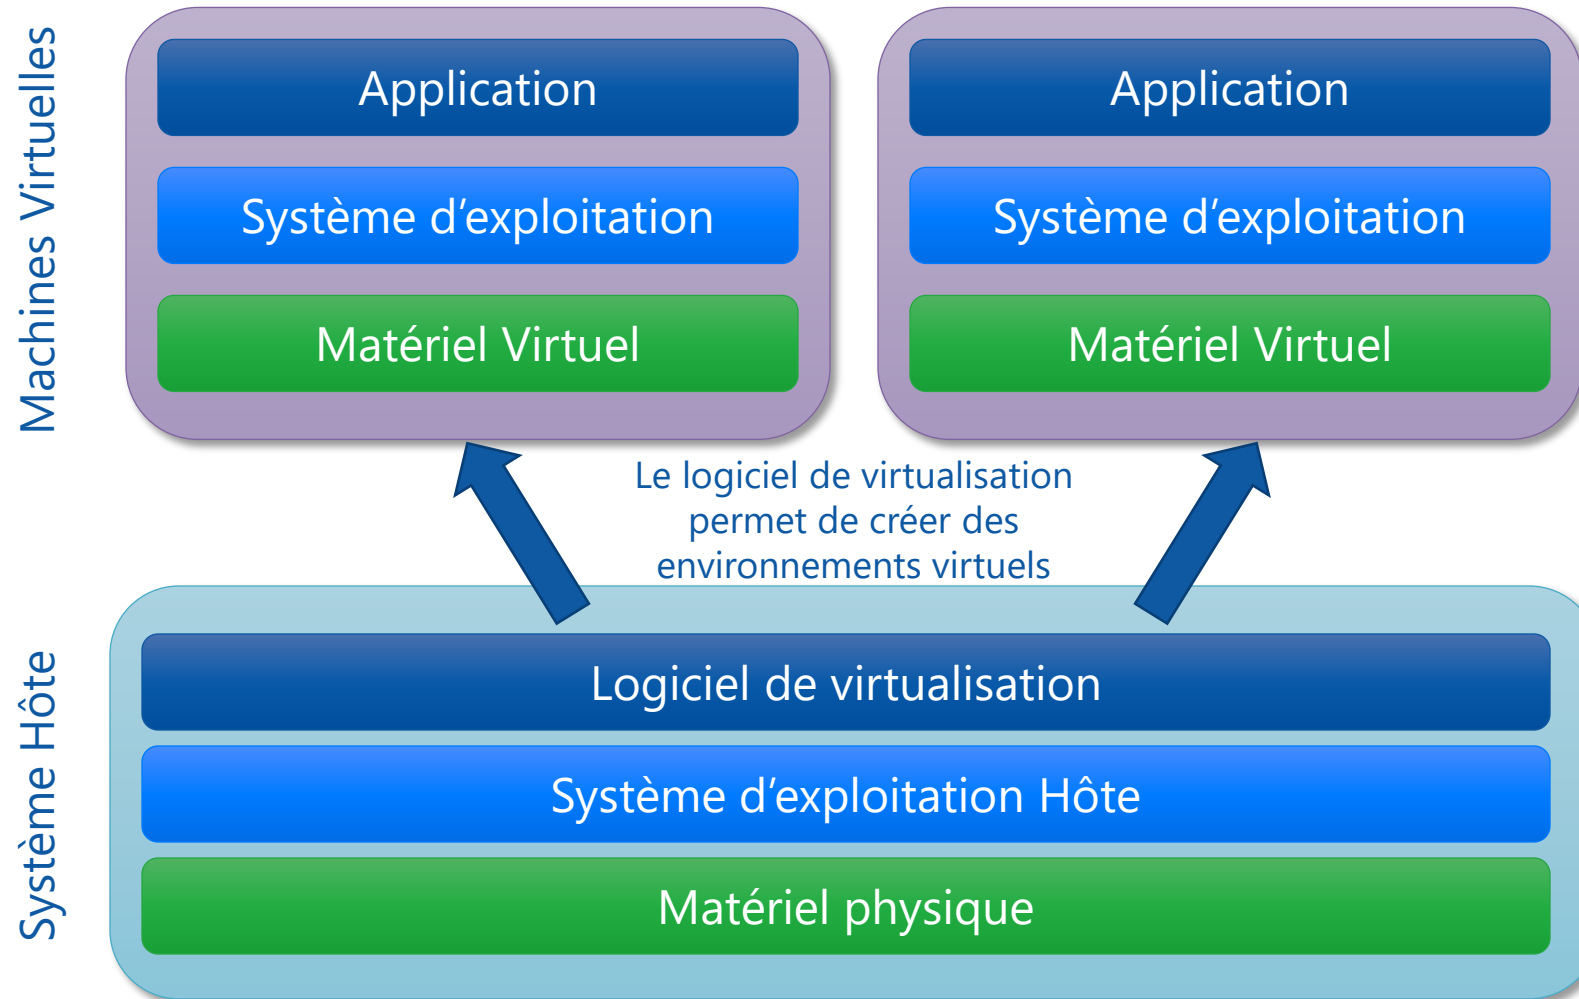 Machines Virtuelles
Application
Système d’exploitation
Matériel Virtuel
Application
Système d’exploitation
Matériel Virtuel
Le logiciel de virtualisation
permet de créer des
environnements virtuels
Système Hôte
Logiciel de virtualisation
Système d’exploitation Hôte
Matériel physique